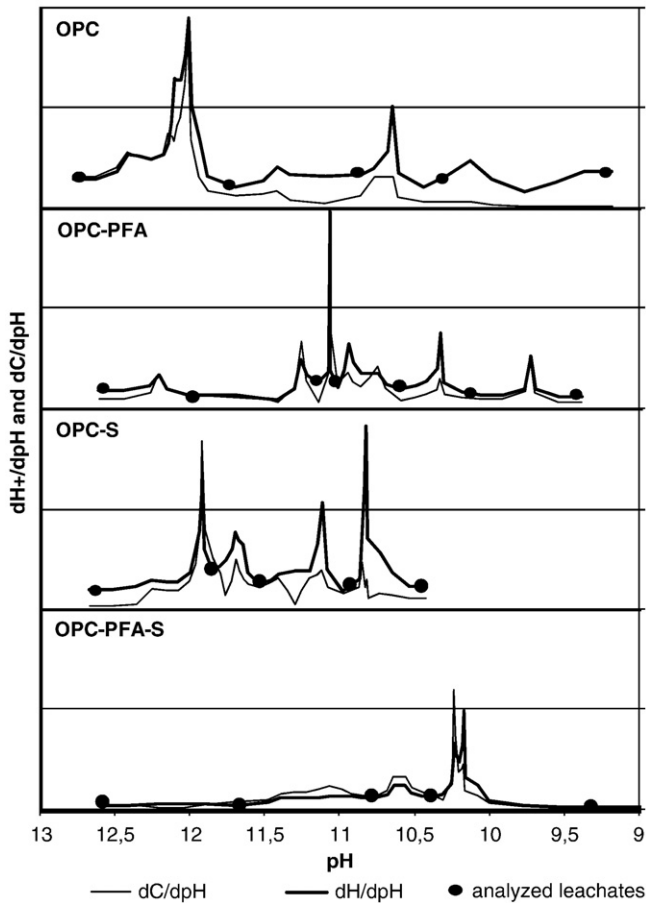 OPC
OPC-PFA
OPC-S
OPC-PFA-S
dH+/dpH and dC/dpH
13 12,5 12 11,5 11 10,5 10 9,5 9
pH
dC/dpH dH/dpH analyzed leachates